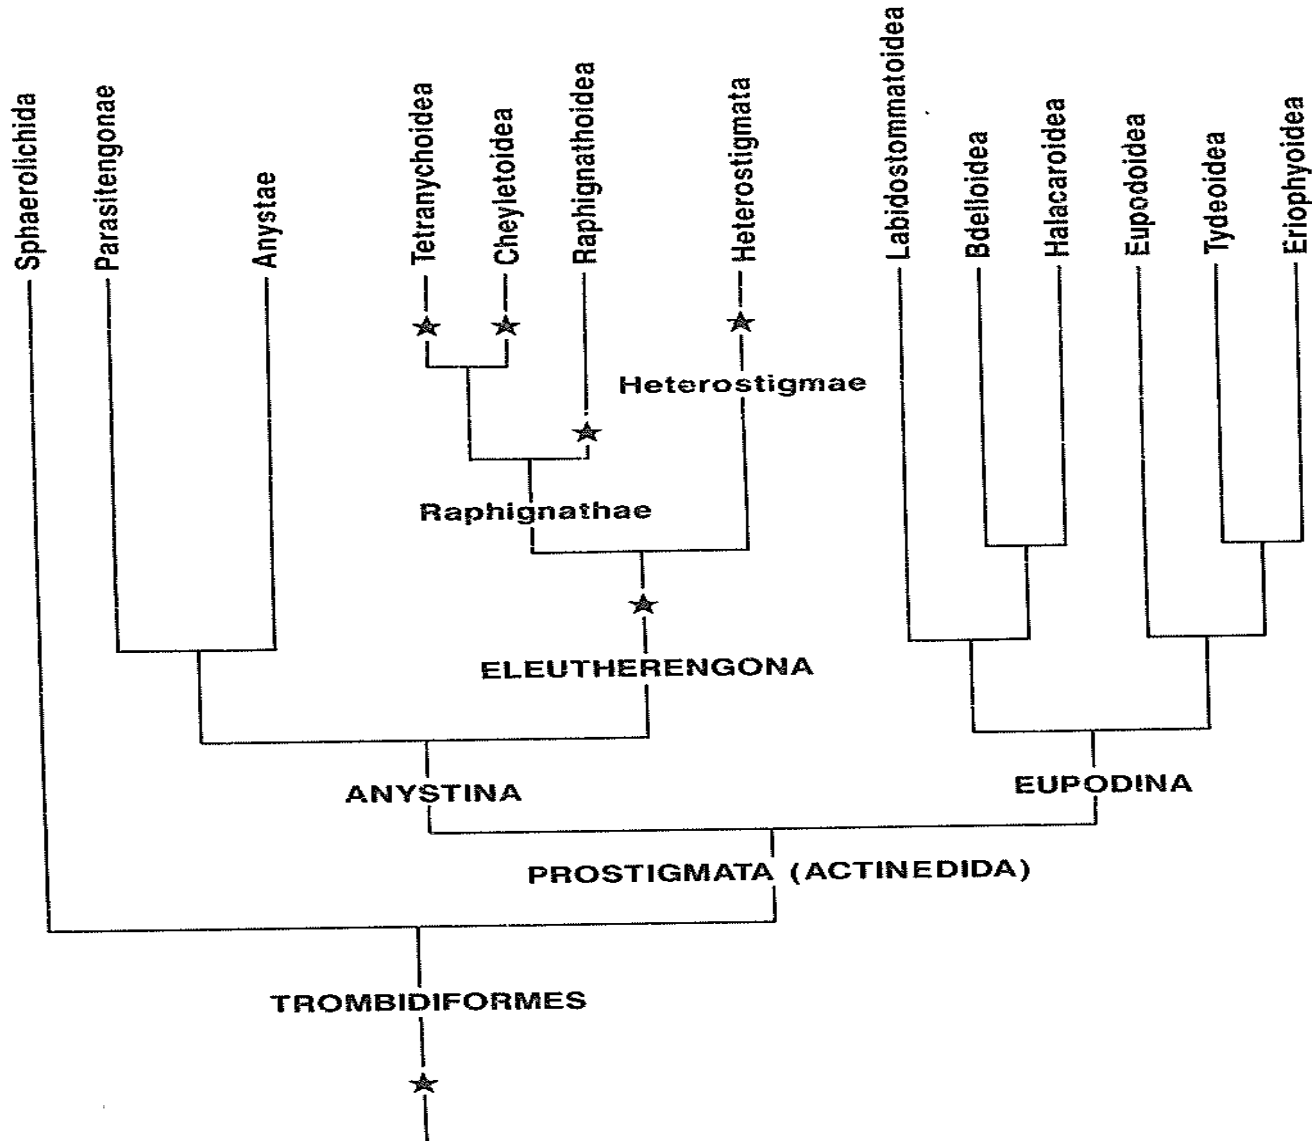 Sphaerolichida
Parasitengonae
Anystae
Tetranychoidea
Cheyletoidea
Raphignathoidea
Heterostigmata
Labidostommatoidea
Bdelloidea
Halacaroidea
Eupodoidea
Tydeoidea
Eriophyoidea
Heterostigmae
Raphignathae
ELEUTHERENGONA
ANYSTINA
EUPODINA
PROSTIGMATA (ACTINEDIDA)
TROMBIDIFORMES